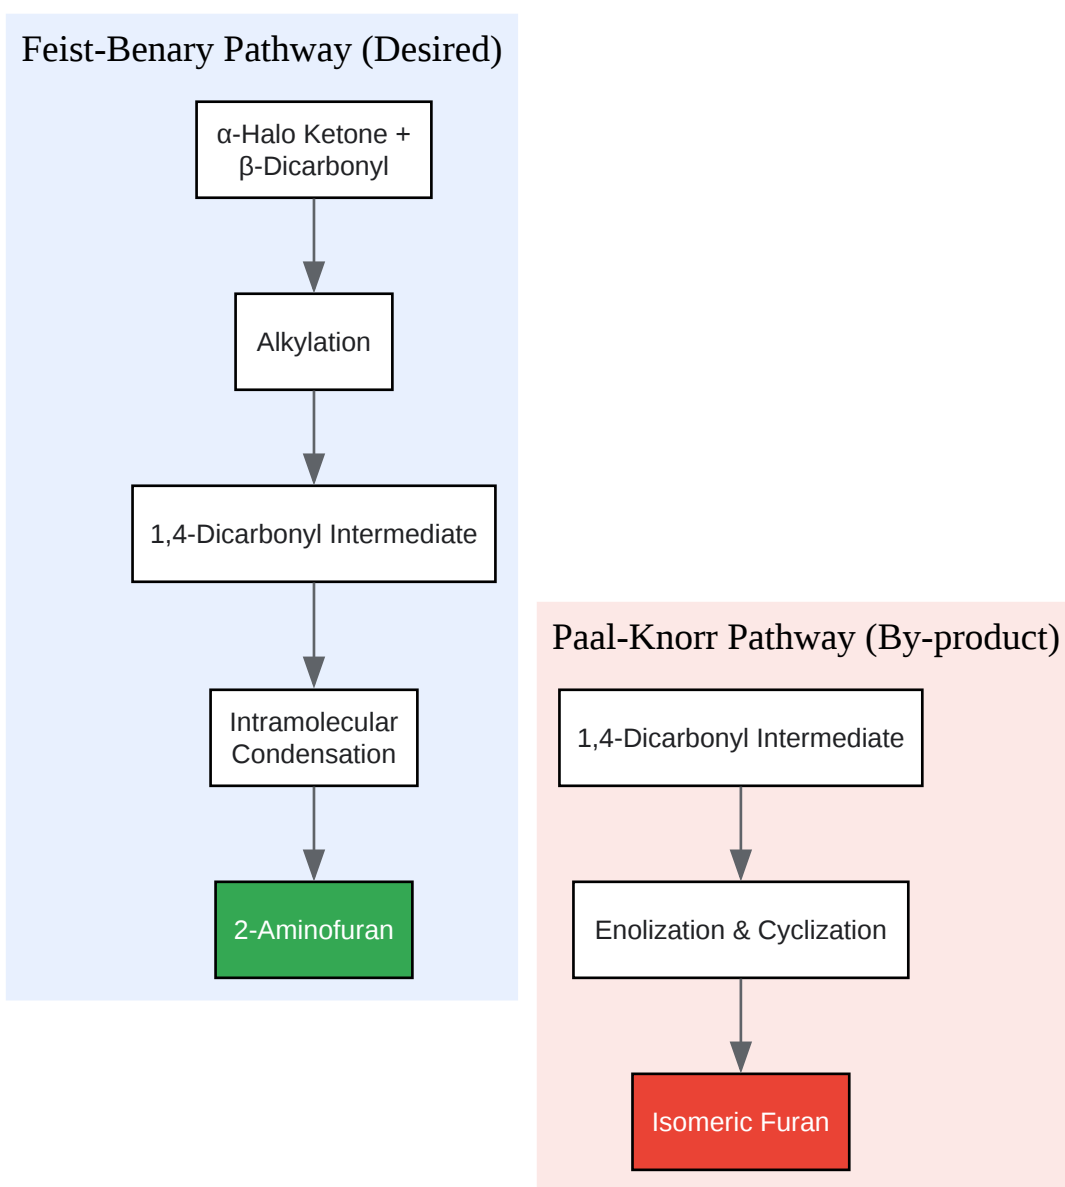 Feist-Benary Pathway (Desired)
α-Halo Ketone +
β-Dicarbonyl
Alkylation
1,4-Dicarbonyl Intermediate
Intramolecular
Condensation
2-Aminofuran
Paal-Knorr Pathway (By-product)
1,4-Dicarbonyl Intermediate
Enolization & Cyclization
Isomeric Furan